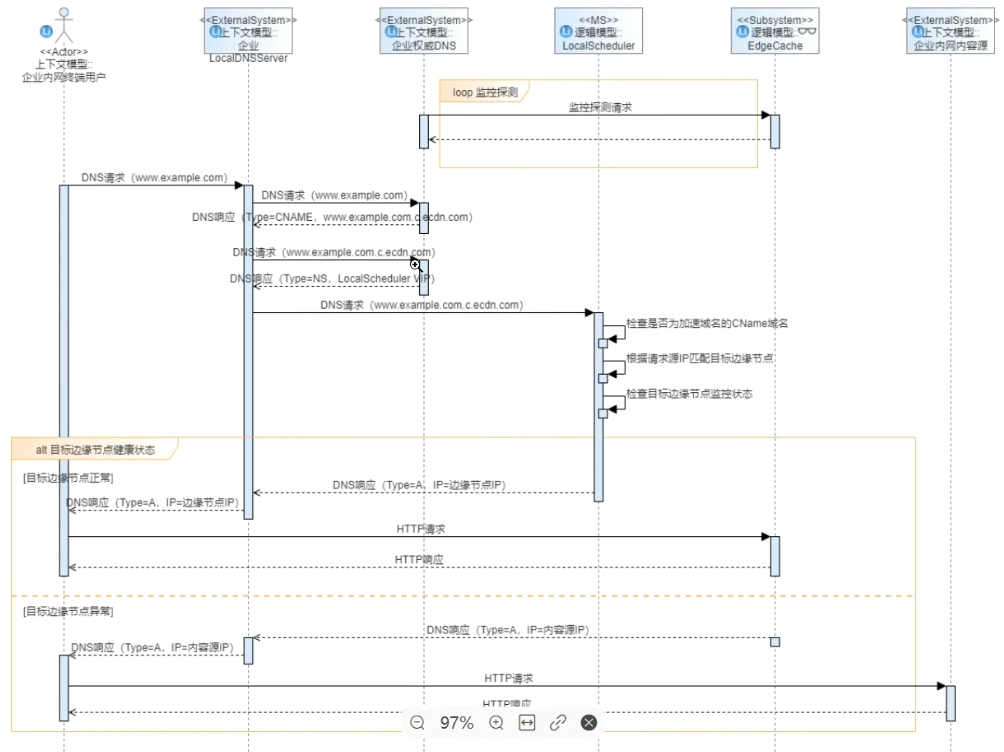 <<Actor>>
上下文模型::
企业内网终端用户
<<ExternalSystem>>
上下文模型::
企业
LocalDNSServer
<<ExternalSystem>>
上下文模型::
企业权威DNS
<<MS>>
逻辑模型::
LocalScheduler
<<Subsystem>>
逻辑模型::
EdgeCache
<<ExternalSystem>>
上下文模型::
企业内网内容源
loop 监控探测
监控探测请求
DNS请求（www.example.com）
DNS请求（www.example.com）
DNS响应（Type=CNAME，www.example.com.c.ecdn.com）
DNS请求（www.example.com.c.ecdn.com）
DNS响应（Type=NS，LocalScheduler VIP）
DNS请求（www.example.com.c.ecdn.com）
检查是否为加速域名的CName域名
根据请求源IP匹配目标边缘节点
检查目标边缘节点监控状态
alt 目标边缘节点健康状态
[目标边缘节点正常]
DNS响应（Type=A，IP=边缘节点IP）
DNS响应（Type=A，IP=边缘节点IP）
HTTP请求
HTTP响应
[目标边缘节点异常]
DNS响应（Type=A，IP=内容源IP）
DNS响应（Type=A，IP=内容源IP）
HTTP请求
HTTP响应
97%